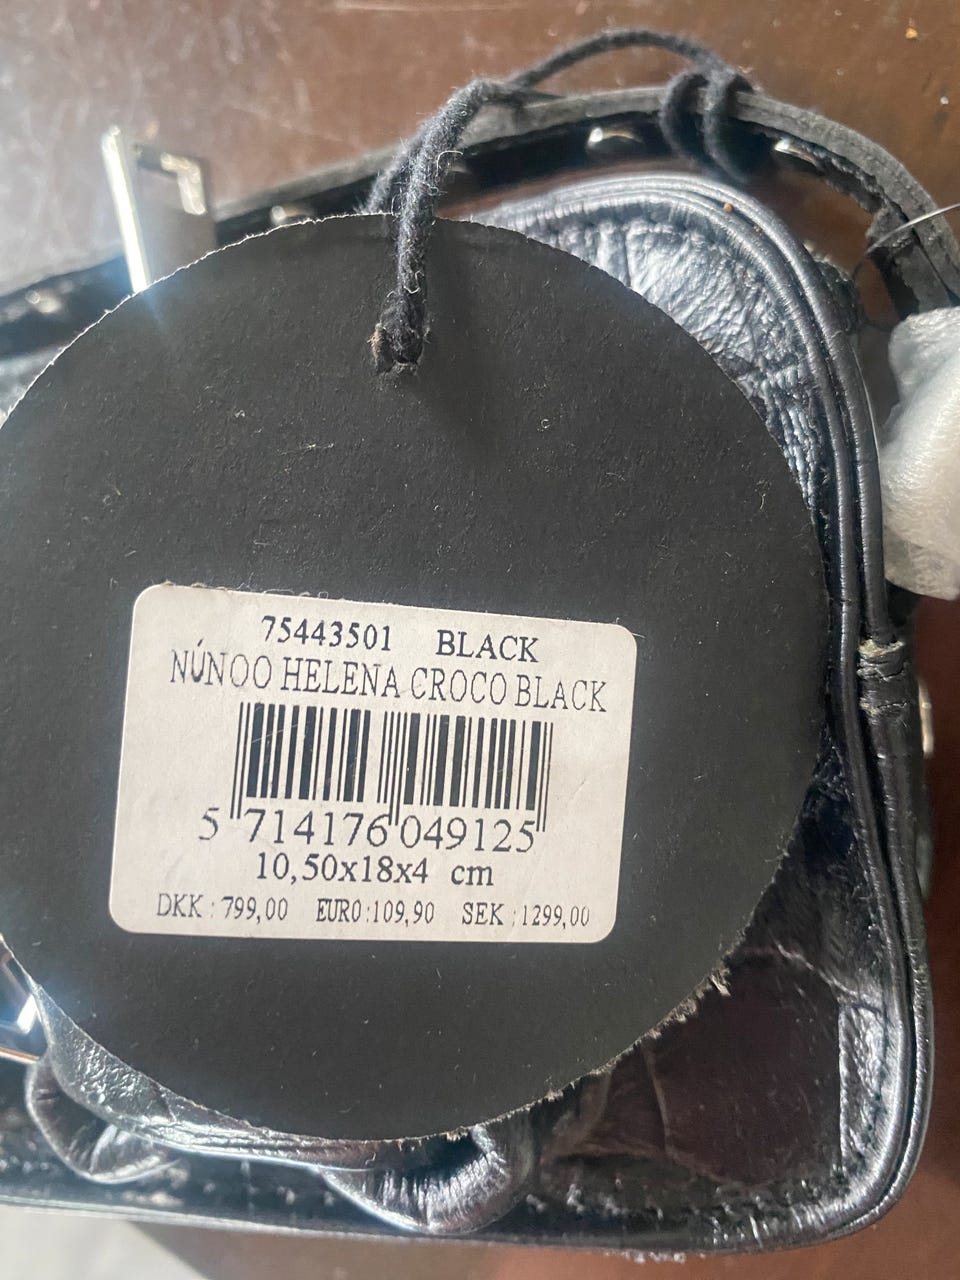 75443501 BLACK
NÚNOO HELENA CROCO BLACK
5 714176 049125
10,50x18x4 cm
DKK : 799,00 EURO :109,90 SEK : 1299,00